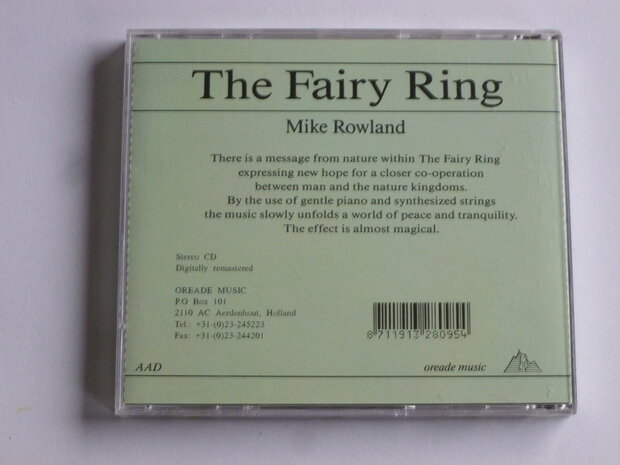 The Fairy Ring
Mike Rowland
There is a message from nature within The Fairy Ring
expressing new hope for a closer co-operation
between man and the nature kingdoms.
By the use of gentle piano and synthesized strings
the music slowly unfolds a world of peace and tranquility.
The effect is almost magical.
Stereo CD
Digitally remastered
OREADE MUSIC
P.O Box 101
2110 AC Aerdenhout, Holland
Tel.: +31-(0)23-245223
Fax: +31-(0)23-244201
8 711913 280954
AAD
oreade music